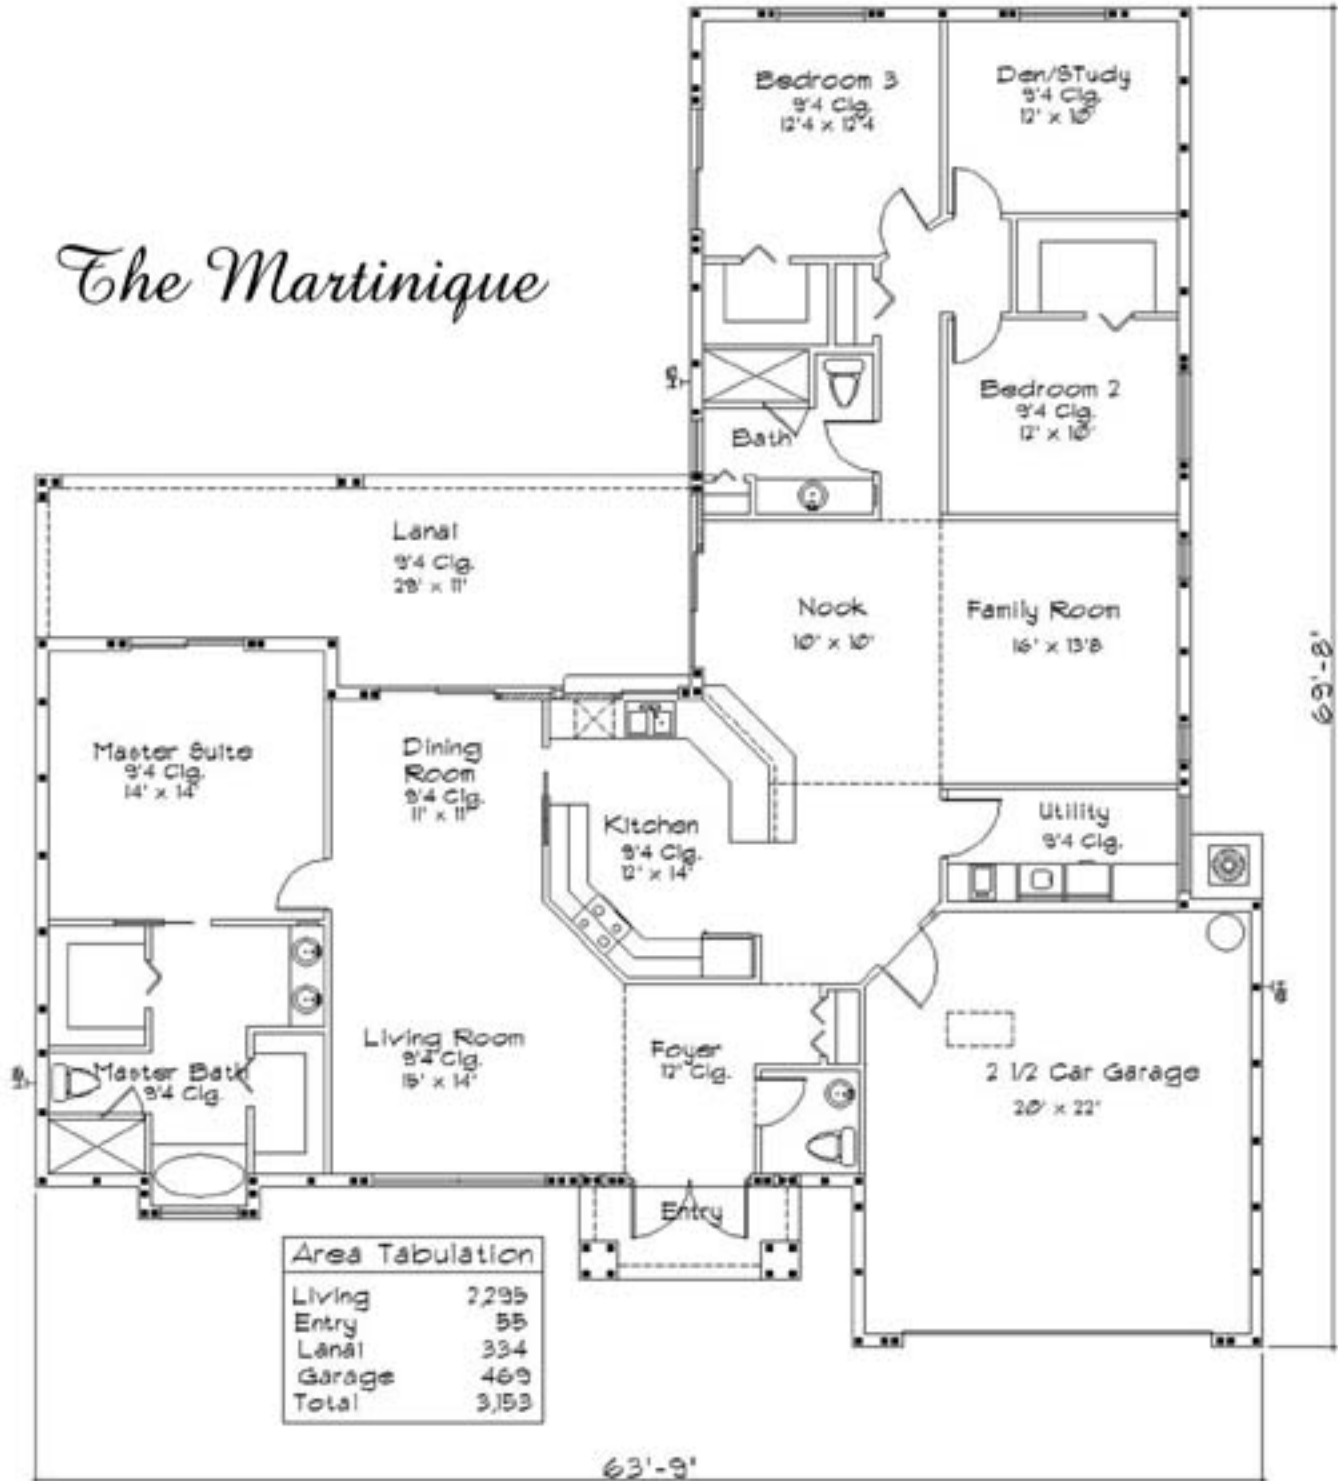 Bedroom 3
9'4 Clg.
12'4 x 12'4
Den/STudy
9'4 Clg.
12' x 10'
The Martinique
Bedroom 2
9'4 Clg.
12' x 10'
Bath
Lanai
9'4 Clg.
28' x 11'
Nook
10' x 10'
Family Room
16' x 13'8
69'-8"
Master Suite
9'4 Clg.
14' x 14'
Dining
Room
9'4 Clg.
11' x 11'
Kitchen
9'4 Clg.
12' x 14'
Utility
9'4 Clg.
Living Room
9'4 Clg.
15' x 14'
Foyer
12' Clg.
Master Bath
9'4 Clg.
2 1/2 Car Garage
20' x 22'
Entry
Area Tabulation
Living 2,295
Entry 55
Lanai 334
Garage 469
Total 3,153
63'-9"